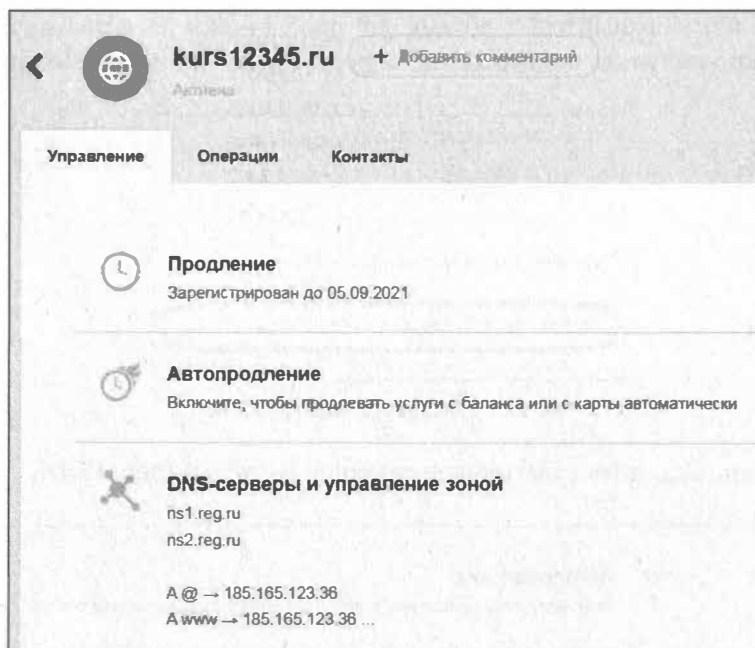 kurs12345.ru + Добавить комментарий
Активна
Управление Операции Контакты
Продление
Зарегистрирован до 05.09.2021
Автопродление
Включите, чтобы продлевать услуги с баланса или с карты автоматически
DNS-серверы и управление зоной
ns1.reg.ru
ns2.reg.ru
A @ → 185.165.123.36
A www → 185.165.123.36 ...